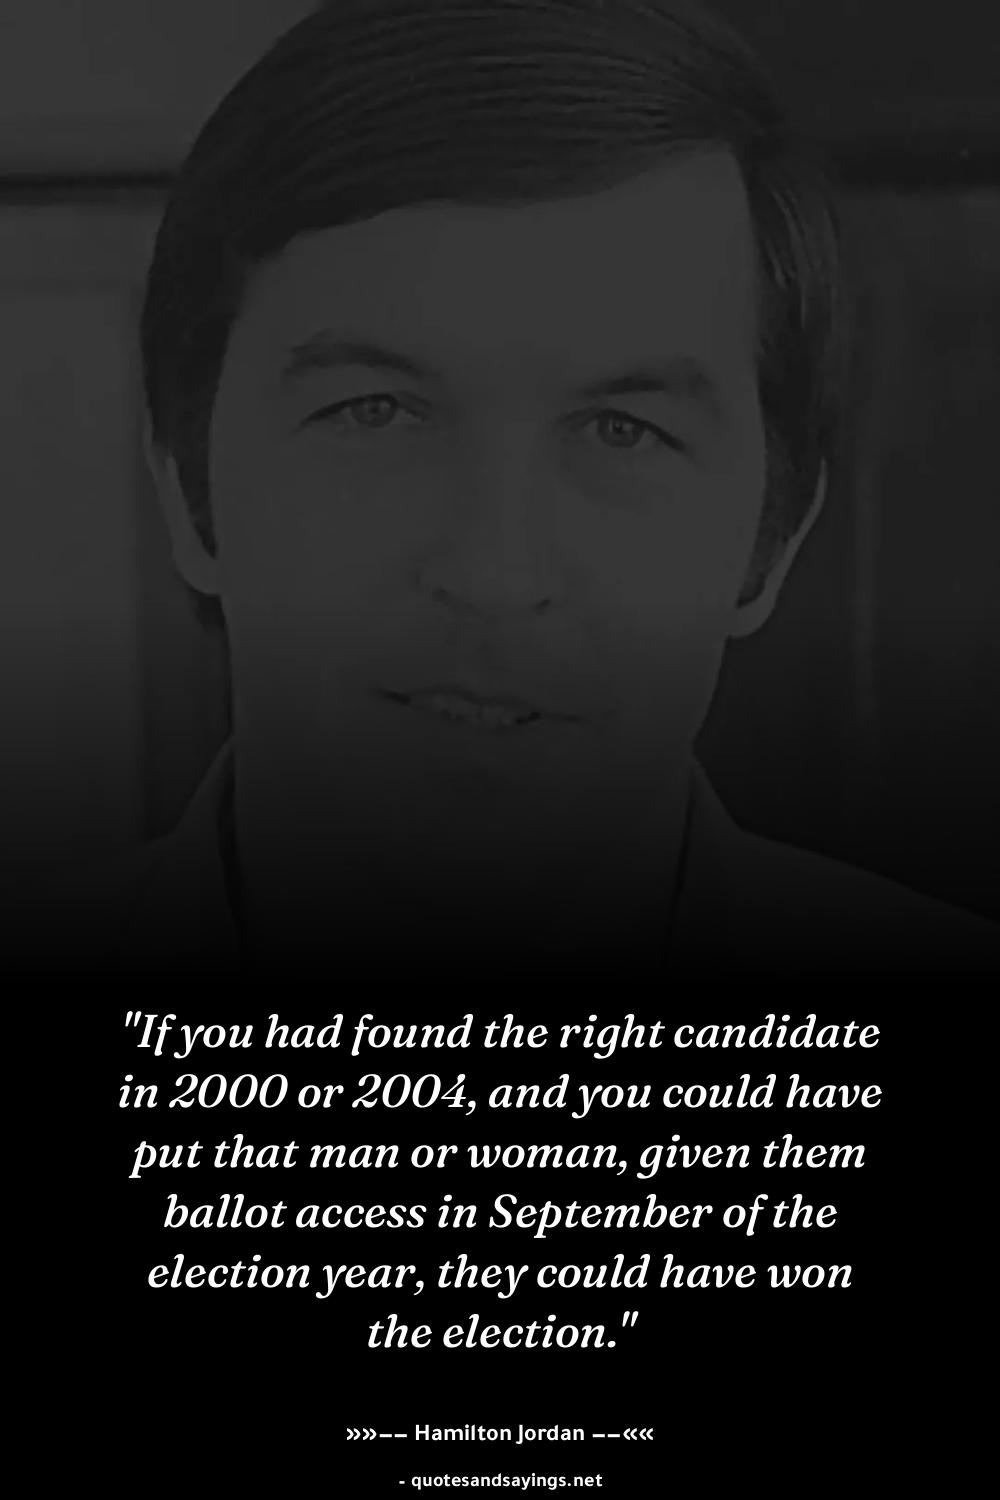 "If you had found the right candidate
in 2000 or 2004, and you could have
put that man or woman, given them
ballot access in September of the
election year, they could have won
the election."
»»−− Hamilton Jordan −−««
- quotesandsayings.net